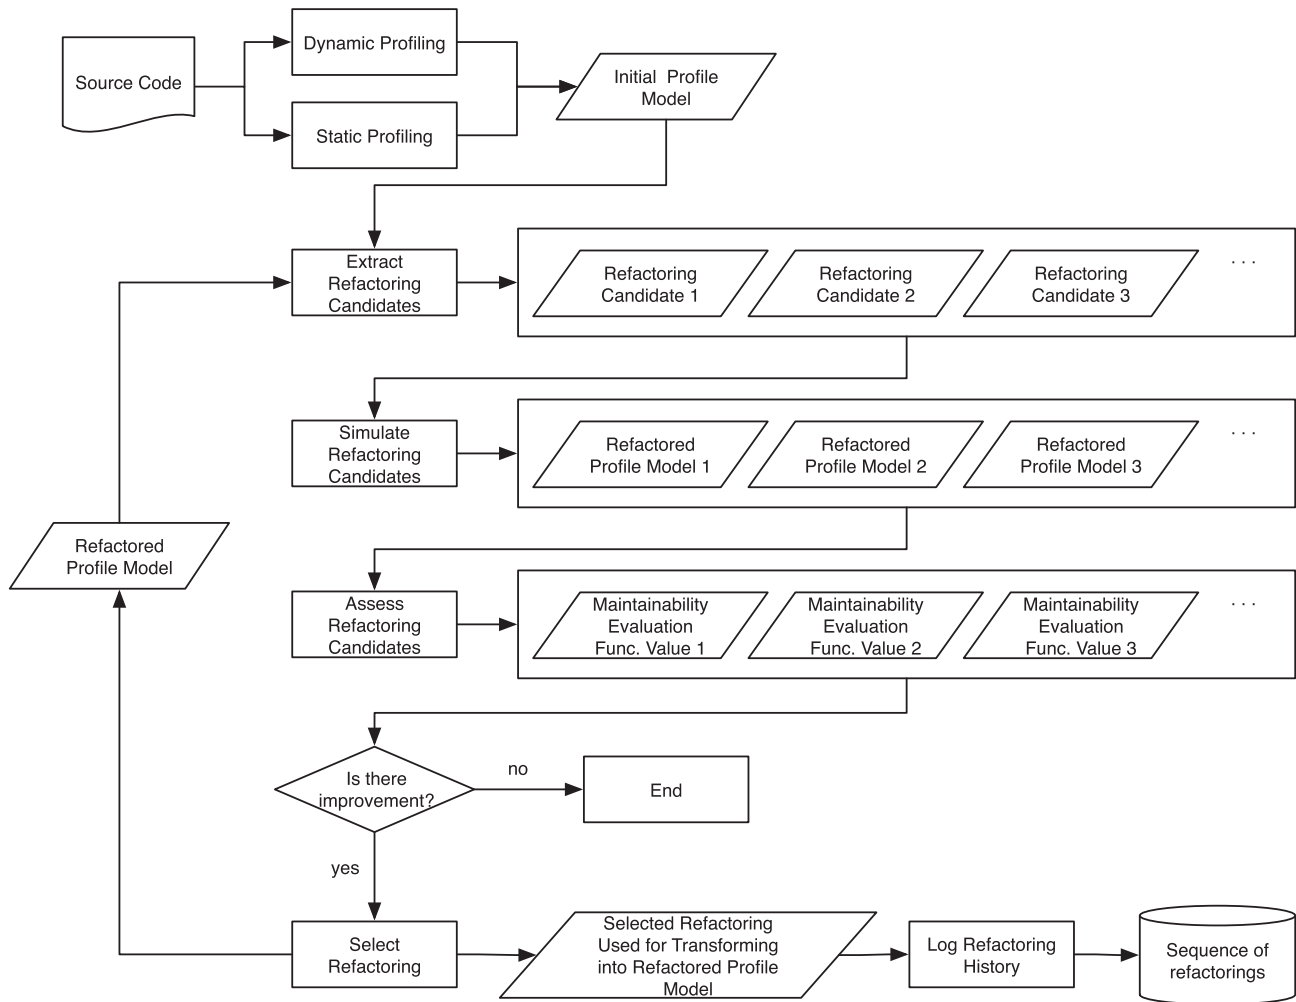 Dynamic Profiling
Source Code
Static Profiling
Initial Profile
Model
Extract
Refactoring
Candidates
Refactoring
Candidate 1
Refactoring
Candidate 2
Refactoring
Candidate 3
. . .
Simulate
Refactoring
Candidates
Refactored
Profile Model 1
Refactored
Profile Model 2
Refactored
Profile Model 3
. . .
Refactored
Profile Model
Assess
Refactoring
Candidates
Maintainability
Evaluation
Func. Value 1
Maintainability
Evaluation
Func. Value 2
Maintainability
Evaluation
Func. Value 3
. . .
Is there
improvement?
no
End
yes
Select
Refactoring
Selected Refactoring
Used for Transforming
into Refactored Profile
Model
Log Refactoring
History
Sequence of
refactorings